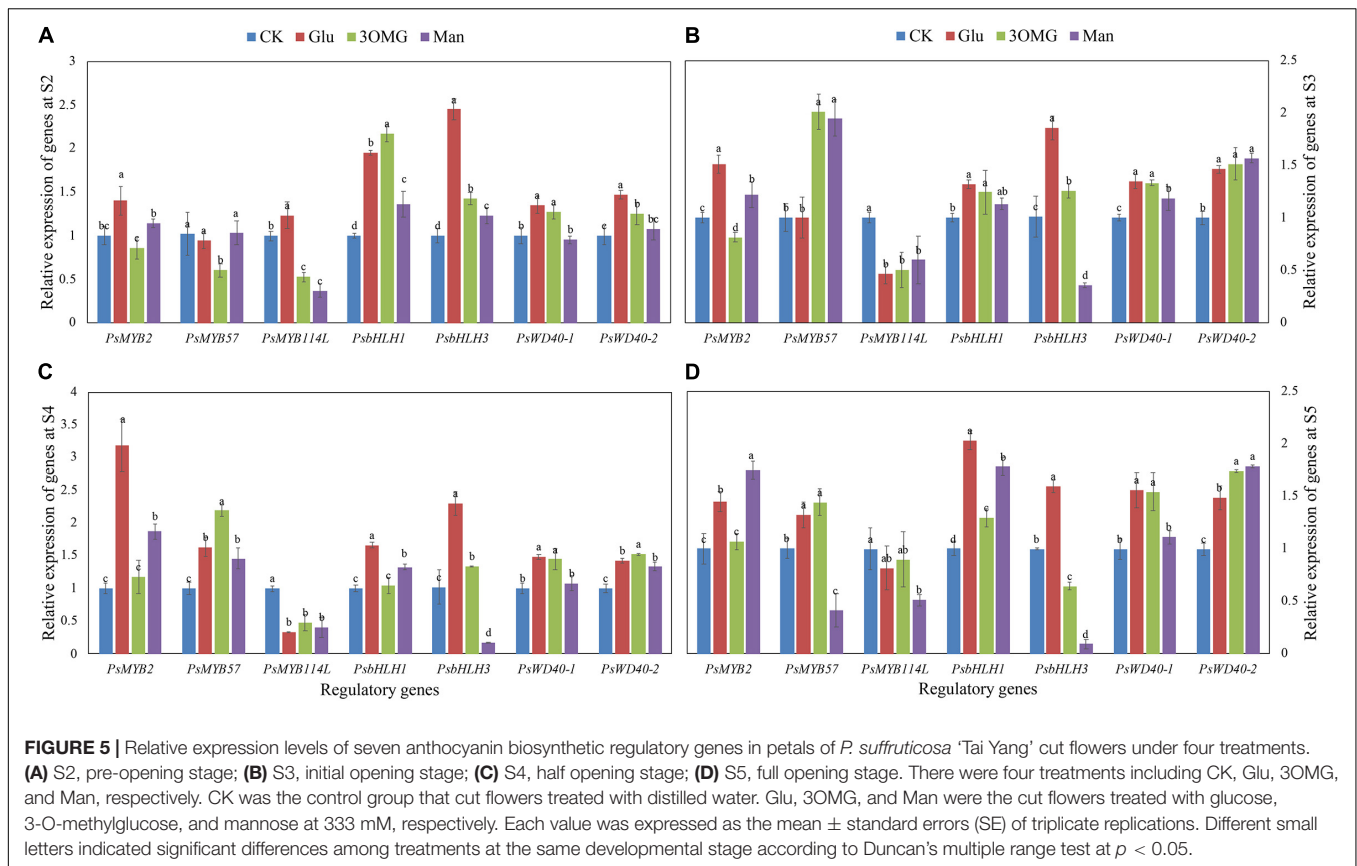 A
CK Glu 3OMG Man
Relative expression of genes at S2
3
2.5
2
1.5
1
0.5
0
bc a c b
a a b a
a a c c
c b a c
c a b c
b a a b
c a b bc
PsMYB2 PsMYB57 PsMYB114L PsbHLH1 PsbHLH3 PsWD40-1 PsWD40-2
B
CK Glu 3OMG Man
Relative expression of genes at S3
2.5
2
1.5
1
0.5
0
c a d b
b b a a
a b b b
b a a ab
c a b d
c a a b
b a a a
PsMYB2 PsMYB57 PsMYB114L PsbHLH1 PsbHLH3 PsWD40-1 PsWD40-2
C
Relative expression of genes at S4
4
3.5
3
2.5
2
1.5
1
0.5
0
c a c b
c b a b
a b b b
c a c b
c a b d
b a a b
c b a b
PsMYB2 PsMYB57 PsMYB114L PsbHLH1 PsbHLH3 PsWD40-1 PsWD40-2
Regulatory genes
D
Relative expression of genes at S5
2.5
2
1.5
1
0.5
0
c b c a
b a a c
a ab ab b
d a c b
b a c d
b a a b
c b a a
PsMYB2 PsMYB57 PsMYB114L PsbHLH1 PsbHLH3 PsWD40-1 PsWD40-2
Regulatory genes
FIGURE 5 | Relative expression levels of seven anthocyanin biosynthetic regulatory genes in petals of P. suffruticosa ‘Tai Yang’ cut flowers under four treatments.
(A) S2, pre-opening stage; (B) S3, initial opening stage; (C) S4, half opening stage; (D) S5, full opening stage. There were four treatments including CK, Glu, 3OMG,
and Man, respectively. CK was the control group that cut flowers treated with distilled water. Glu, 3OMG, and Man were the cut flowers treated with glucose,
3-O-methylglucose, and mannose at 333 mM, respectively. Each value was expressed as the mean ± standard errors (SE) of triplicate replications. Different small
letters indicated significant differences among treatments at the same developmental stage according to Duncan’s multiple range test at p < 0.05.